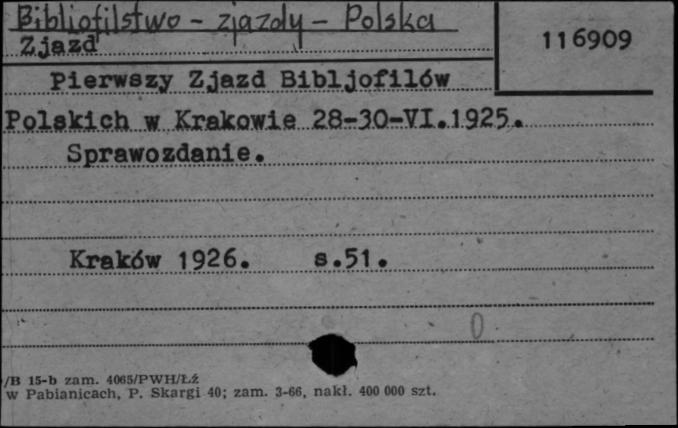 Bibliofilstwo - zjazdy - Polska
Zjazd
116909
Pierwszy Zjazd Bibljofilów
Polskich w Krakowie 28-30-VI.1925.
Sprawozdanie.
Kraków 1926. s.51.
0
/B 15-b zam. 4065/PWH/Łź
w Pabianicach, P. Skargi 40; zam. 3-66, nakł. 400 000 szt.